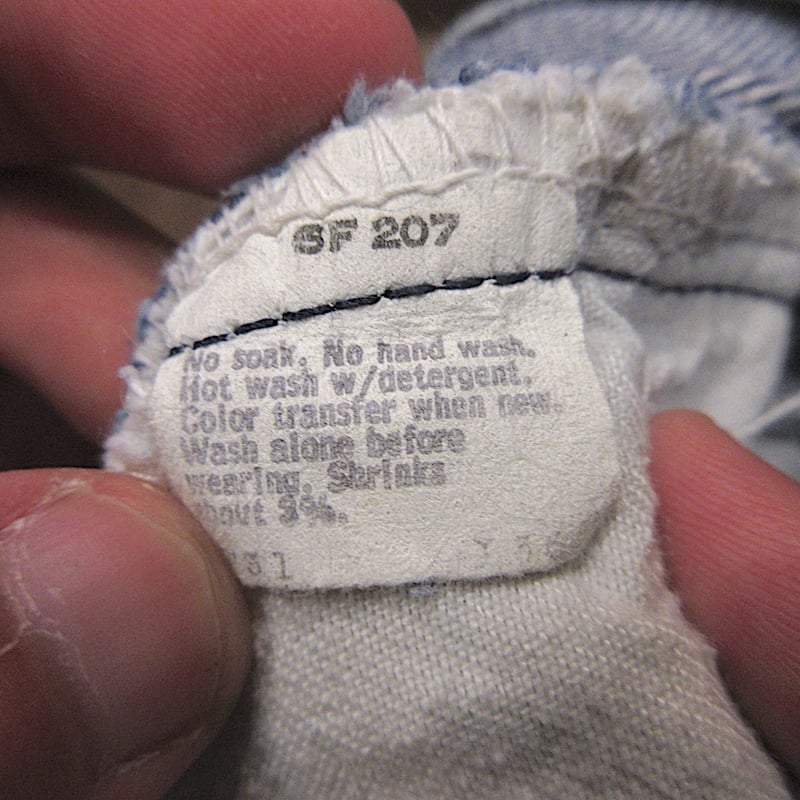 SF 207
No soak. No hand wash.
Hot wash w/detergent.
Color transfer when new.
Wash alone before
wearing. Shrinks
about 3%.